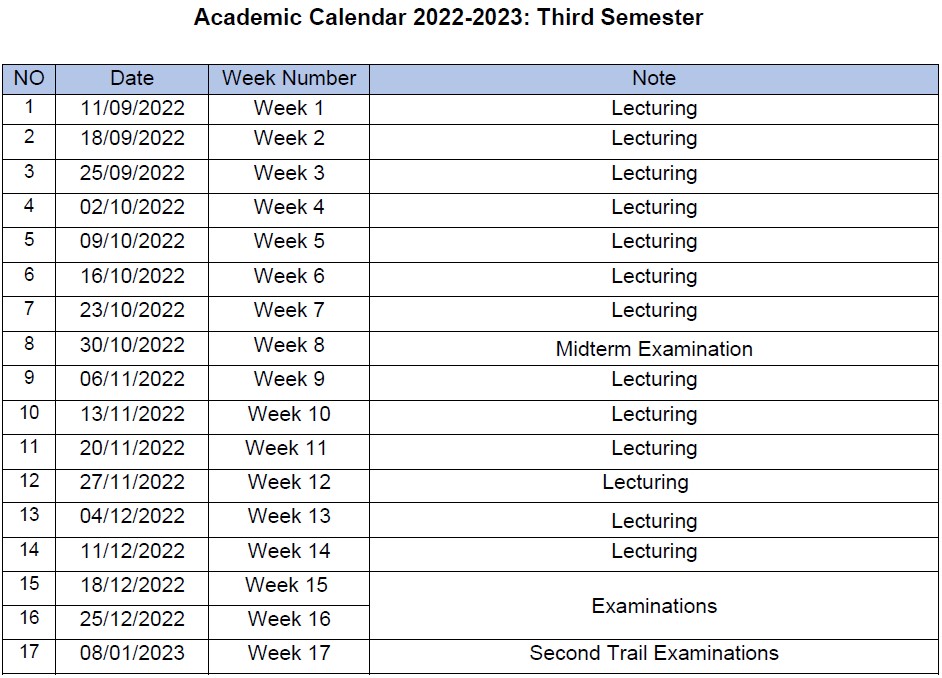 Academic Calendar 2022-2023: Third Semester
NO Date Week Number Note
1 11/09/2022 Week 1 Lecturing
2 18/09/2022 Week 2 Lecturing
3 25/09/2022 Week 3 Lecturing
4 02/10/2022 Week 4 Lecturing
5 09/10/2022 Week 5 Lecturing
6 16/10/2022 Week 6 Lecturing
7 23/10/2022 Week 7 Lecturing
8 30/10/2022 Week 8 Midterm Examination
9 06/11/2022 Week 9 Lecturing
10 13/11/2022 Week 10 Lecturing
11 20/11/2022 Week 11 Lecturing
12 27/11/2022 Week 12 Lecturing
13 04/12/2022 Week 13 Lecturing
14 11/12/2022 Week 14 Lecturing
15 18/12/2022 Week 15 Examinations
16 25/12/2022 Week 16
17 08/01/2023 Week 17 Second Trail Examinations